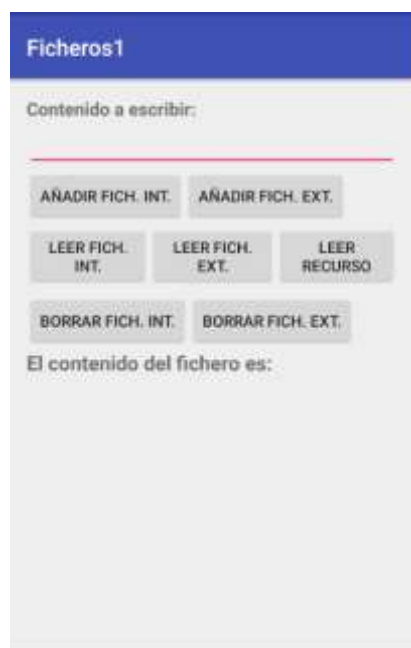 Ficheros1
Contenido a escribir:
AÑADIR FICH. INT. AÑADIR FICH. EXT.
LEER FICH. INT. LEER FICH. EXT. LEER RECURSO
BORRAR FICH. INT. BORRAR FICH. EXT.
El contenido del fichero es: